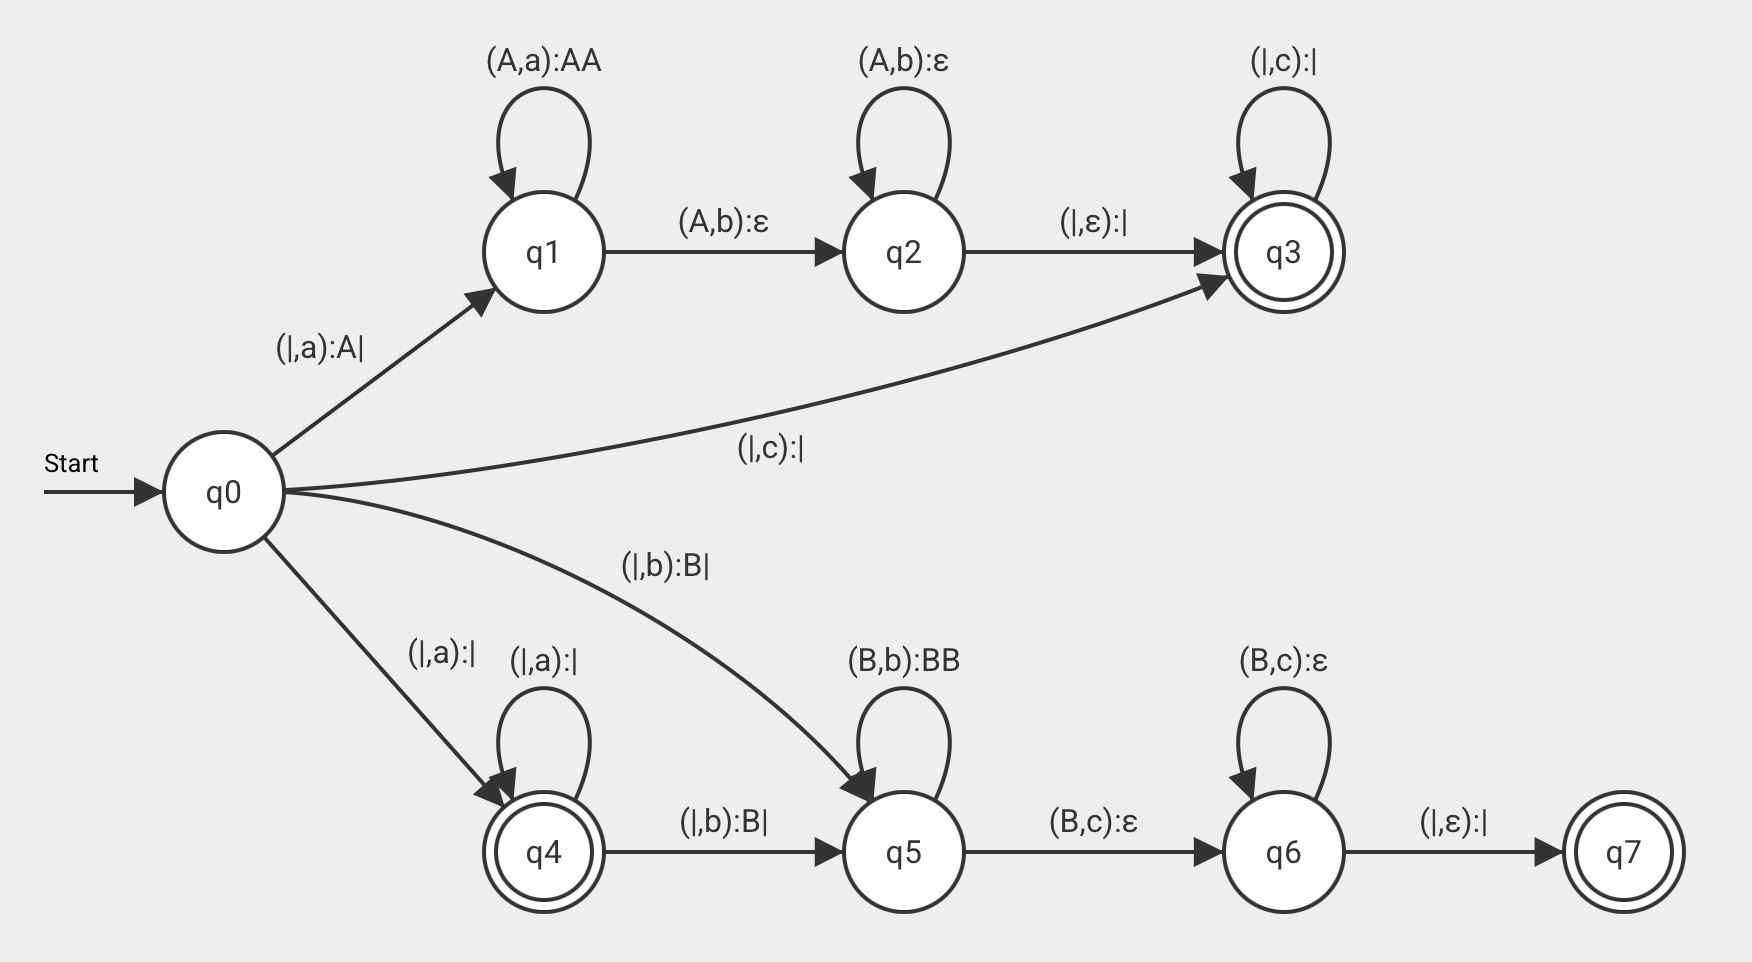 (A,a):AA
(A,b):ε
(|,c):|
q1
(A,b):ε
q2
(|,ε):|
q3
(|,a):A|
(|,c):|
Start
q0
(|,b):B|
(|,a):|
(|,a):|
(B,b):BB
(B,c):ε
q4
(|,b):B|
q5
(B,c):ε
q6
(|,ε):|
q7